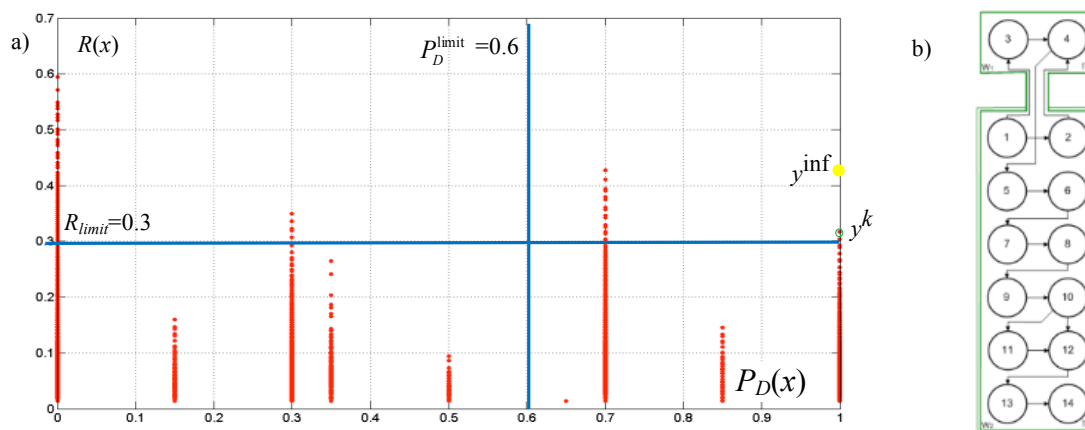 a)
R(x)
P_D^limit =0.6
0.7
0.6
0.5
0.4
0.3
0.2
0.1
0
R_limit=0.3
y^inf
y^k
P_D(x)
0 0.1 0.2 0.3 0.4 0.5 0.6 0.7 0.8 0.9 1
b)
3 4
W₁
1 2
5 6
7 8
9 10
11 12
13 14
W₂